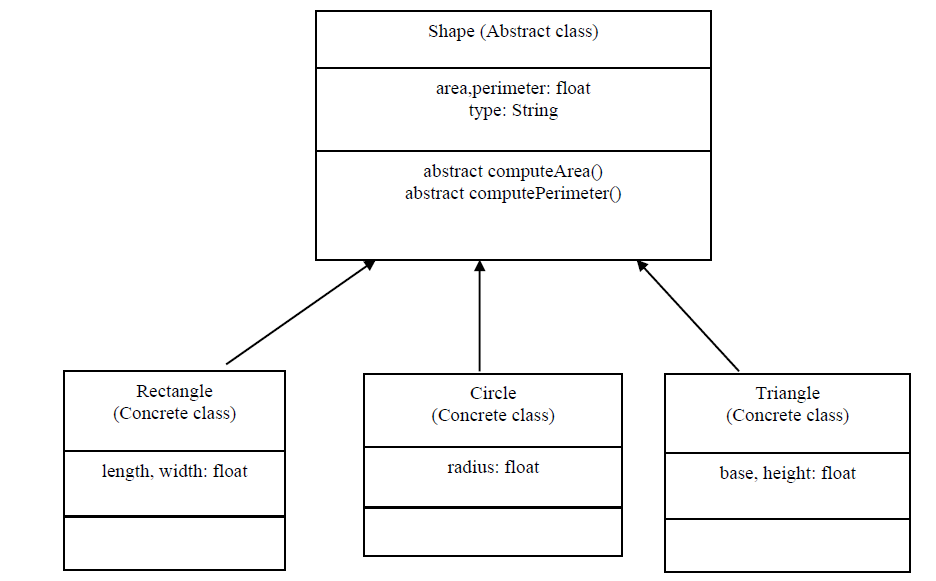 Shape (Abstract class)
area,perimeter: float
type: String
abstract computeArea()
abstract computePerimeter()
Rectangle
(Concrete class)
length, width: float
Circle
(Concrete class)
radius: float
Triangle
(Concrete class)
base, height: float